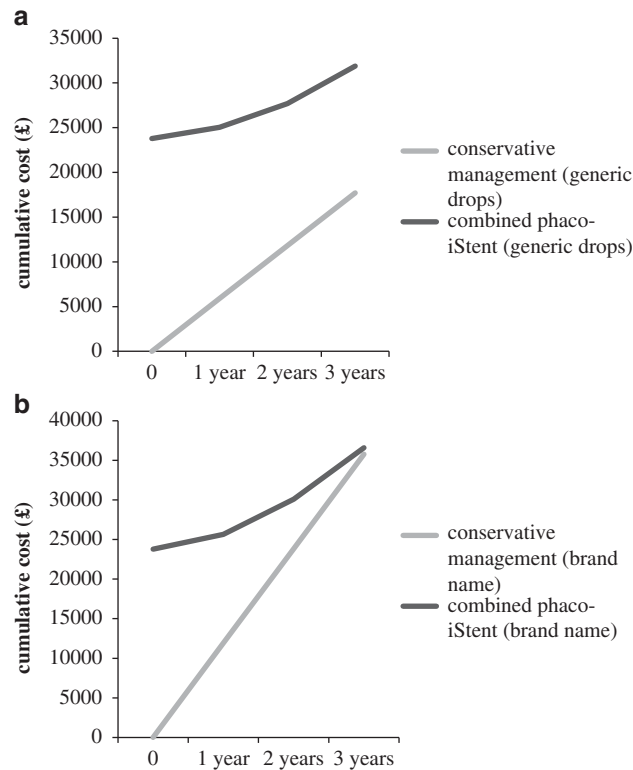 a
35000
30000
25000
20000
15000
10000
5000
0
cumulative cost (£)
0 1 year 2 years 3 years
conservative
management (generic
drops)
combined phaco-
iStent (generic drops)
b
40000
35000
30000
25000
20000
15000
10000
5000
0
cumulative cost (£)
0 1 year 2 years 3 years
conservative
management (brand
name)
combined phaco-
iStent (brand name)